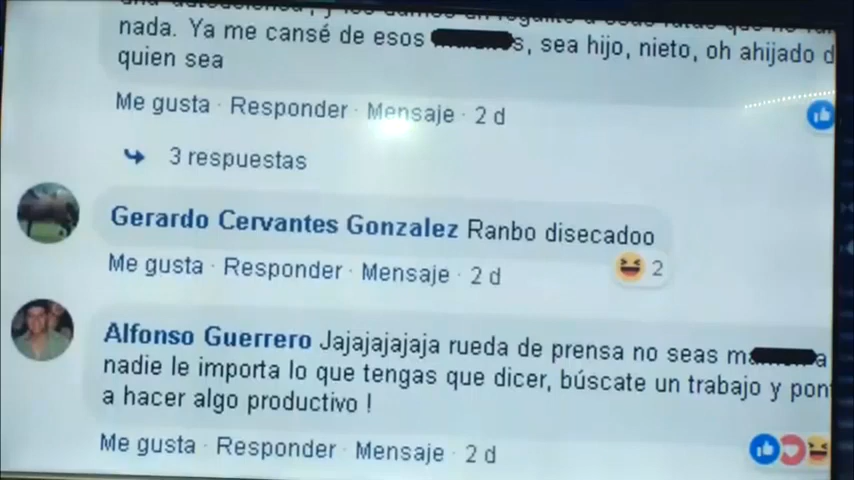 nada. Ya me cansé de esos s, sea hijo, nieto, oh ahijado d
quien sea
Me gusta · Responder · Mensaje · 2 d
3 respuestas
Gerardo Cervantes Gonzalez Ranbo disecadoo
Me gusta · Responder · Mensaje · 2 d
2
Alfonso Guerrero Jajajajajaja rueda de prensa no seas m a
nadie le importa lo que tengas que dicer, búscate un trabajo y pon
a hacer algo productivo !
Me gusta · Responder · Mensaje · 2 d